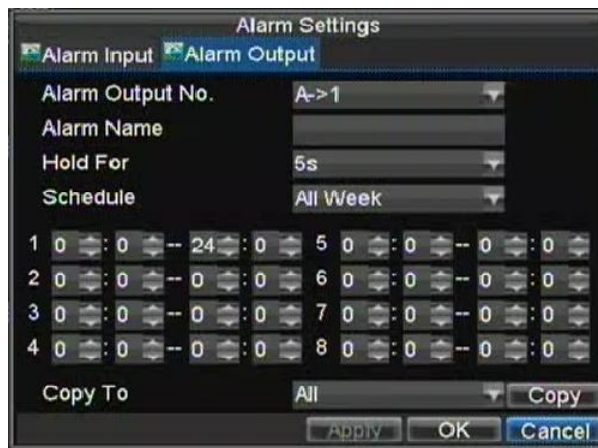 Alarm Settings
Alarm Input Alarm Output
Alarm Output No. A->1
Alarm Name
Hold For 5s
Schedule All Week
1 0 : 0 -- 24 : 0 5 0 : 0 -- 0 : 0
2 0 : 0 -- 0 : 0 6 0 : 0 -- 0 : 0
3 0 : 0 -- 0 : 0 7 0 : 0 -- 0 : 0
4 0 : 0 -- 0 : 0 8 0 : 0 -- 0 : 0
Copy To All Copy
Apply OK Cancel